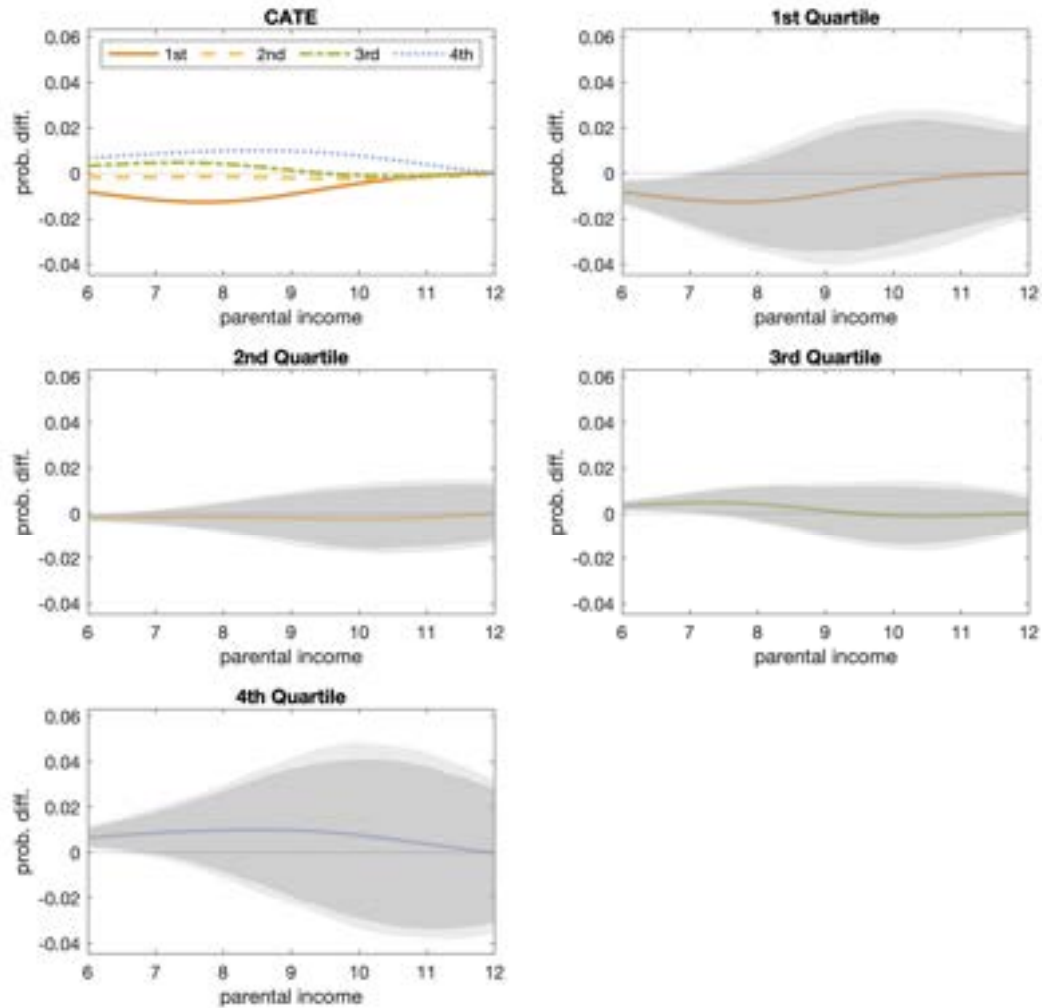 CATE
0.06
1st 2nd 3rd 4th
0.04
0.02
0
-0.02
-0.04
prob. diff.
6 7 8 9 10 11 12
parental income
1st Quartile
0.06
0.04
0.02
0
-0.02
-0.04
prob. diff.
6 7 8 9 10 11 12
parental income
2nd Quartile
0.06
0.04
0.02
0
-0.02
-0.04
prob. diff.
6 7 8 9 10 11 12
parental income
3rd Quartile
0.06
0.04
0.02
0
-0.02
-0.04
prob. diff.
6 7 8 9 10 11 12
parental income
4th Quartile
0.06
0.04
0.02
0
-0.02
-0.04
prob. diff.
6 7 8 9 10 11 12
parental income